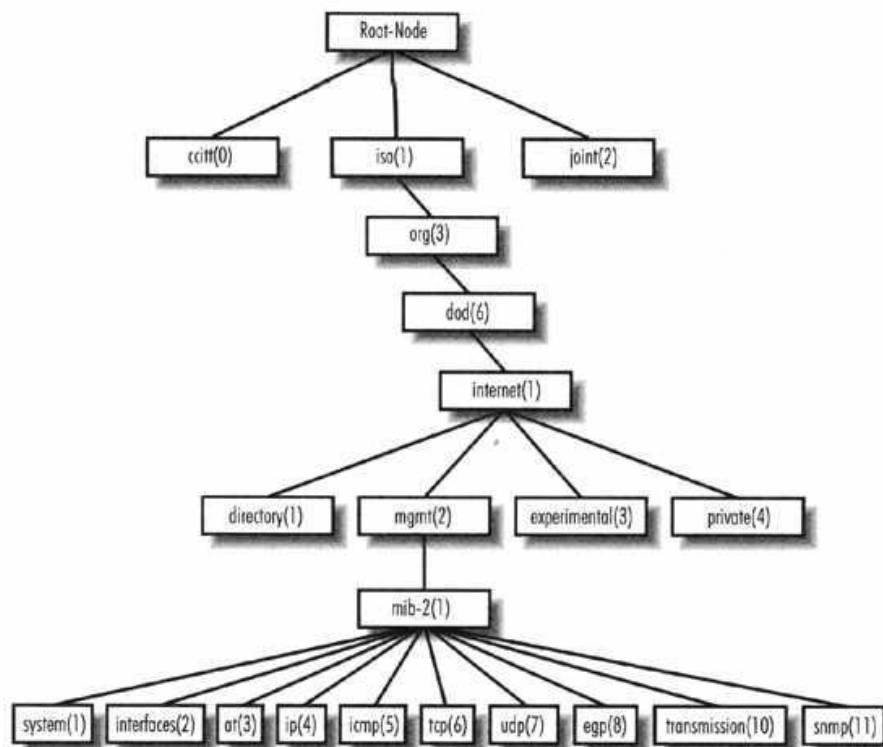 Root-Node
ccitt(0) iso(1) joint(2)
org(3)
dod(6)
internet(1)
directory(1) mgmt(2) experimental(3) private(4)
mib-2(1)
system(1) interfaces(2) at(3) ip(4) icmp(5) tcp(6) udp(7) egp(8) transmission(10) snmp(11)